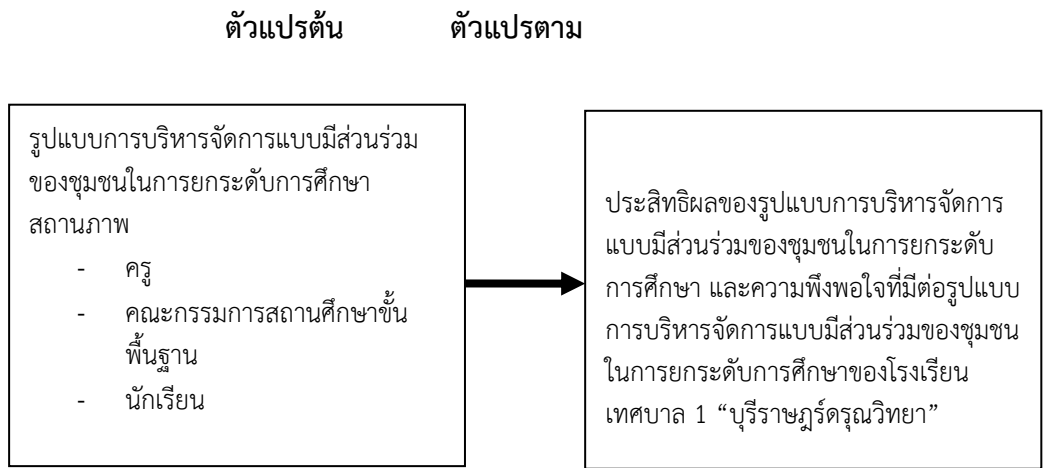 ตัวแปรต้น ตัวแปรตาม
รูปแบบการบริหารจัดการแบบมีส่วนร่วม
ของชุมชนในการยกระดับการศึกษา
สถานภาพ
- ครู
- คณะกรรมการสถานศึกษาขั้น
พื้นฐาน
- นักเรียน
ประสิทธิผลของรูปแบบการบริหารจัดการ
แบบมีส่วนร่วมของชุมชนในการยกระดับ
การศึกษา และความพึงพอใจที่มีต่อรูปแบบ
การบริหารจัดการแบบมีส่วนร่วมของชุมชน
ในการยกระดับการศึกษาของโรงเรียน
เทศบาล 1 “บุรีราษฎร์ดรุณวิทยา”